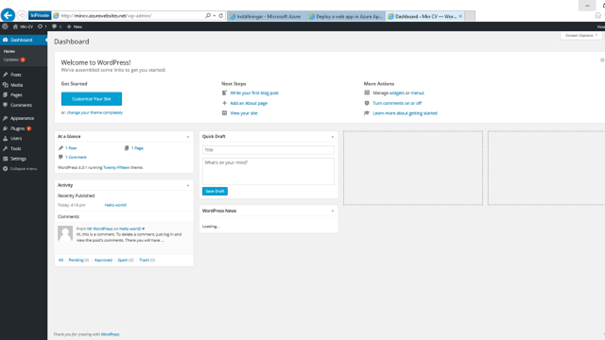 InPrivate http://mincv.azurewebsites.net/wp-admin/
Inställningar - Microsoft Azure
Deploy a web app in Azure Ap...
Dashboard ‹ Min CV — Wor...
Min CV 1 0 + New
Screen Options
Dashboard
Home
Updates
Posts
Media
Pages
Comments
Appearance
Plugins
Users
Tools
Settings
Collapse menu
Dashboard
Welcome to WordPress!
We've assembled some links to get you started:
Get Started
Customize Your Site
or, change your theme completely
Next Steps
Write your first blog post
Add an About page
View your site
More Actions
Manage widgets or menus
Turn comments on or off
Learn more about getting started
At a Glance
1 Post
1 Page
1 Comment
WordPress 4.2.1 running Twenty Fifteen theme.
Activity
Recently Published
Today, 4:16 am Hello world!
Comments
From Mr WordPress on Hello world! #
Hi, this is a comment. To delete a comment, just log in and
view the post's comments. There you will have ...
All | Pending (0) | Approved | Spam (0) | Trash (0)
Quick Draft
Title
What's on your mind?
Save Draft
WordPress News
Loading...
Thank you for creating with WordPress.